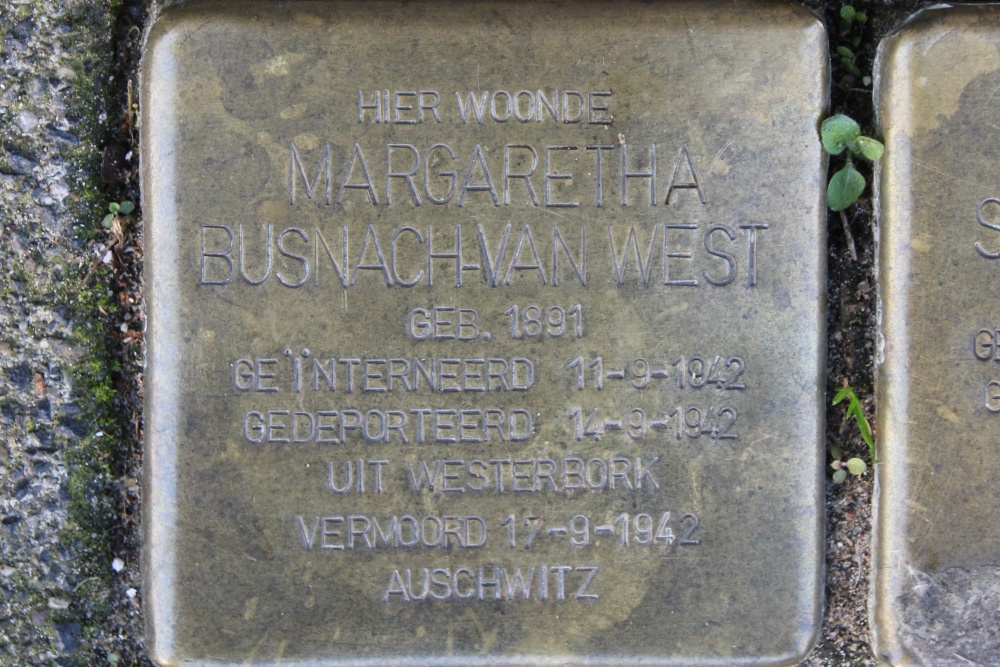 HIER WOONDE
MARGARETHA
BUSNACH-VAN WEST
GEB. 1891
GEÏNTERNEERD 11-9-1942
GEDEPORTEERD 14-9-1942
UIT WESTERBORK
VERMOORD 17-9-1942
AUSCHWITZ
S
GE
G